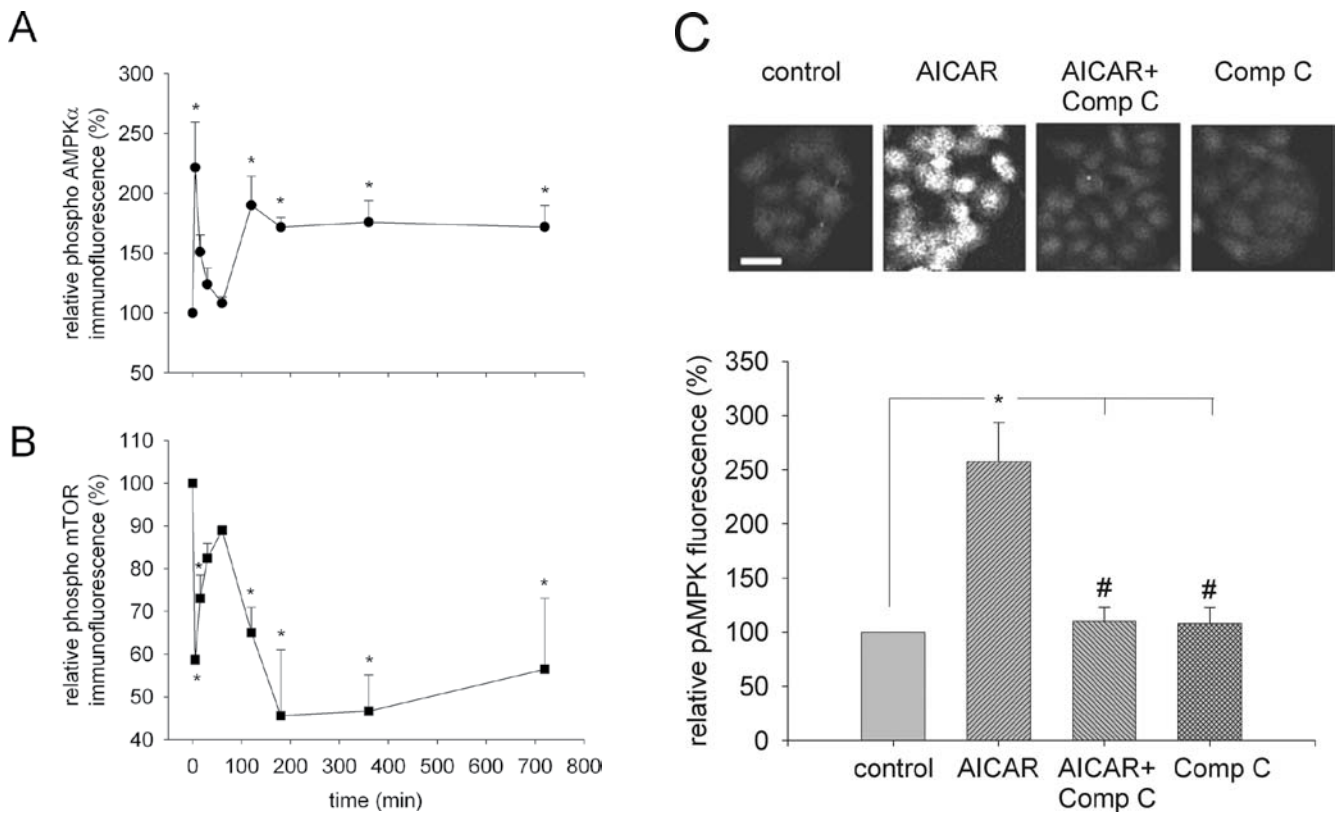 A
relative phospho AMPKα
immunofluorescence (%)
300
250
200
150
100
50
*
*
*
*
*
B
relative phospho mTOR
immunofluorescence (%)
110
100
90
80
70
60
50
40
*
*
*
*
*
*
0 100 200 300 400 500 600 700 800
time (min)
C
control AICAR AICAR+ Comp C
Comp C
relative pAMPK fluorescence (%)
350
300
250
200
150
100
50
0
*
# #
control AICAR AICAR+ Comp C
Comp C